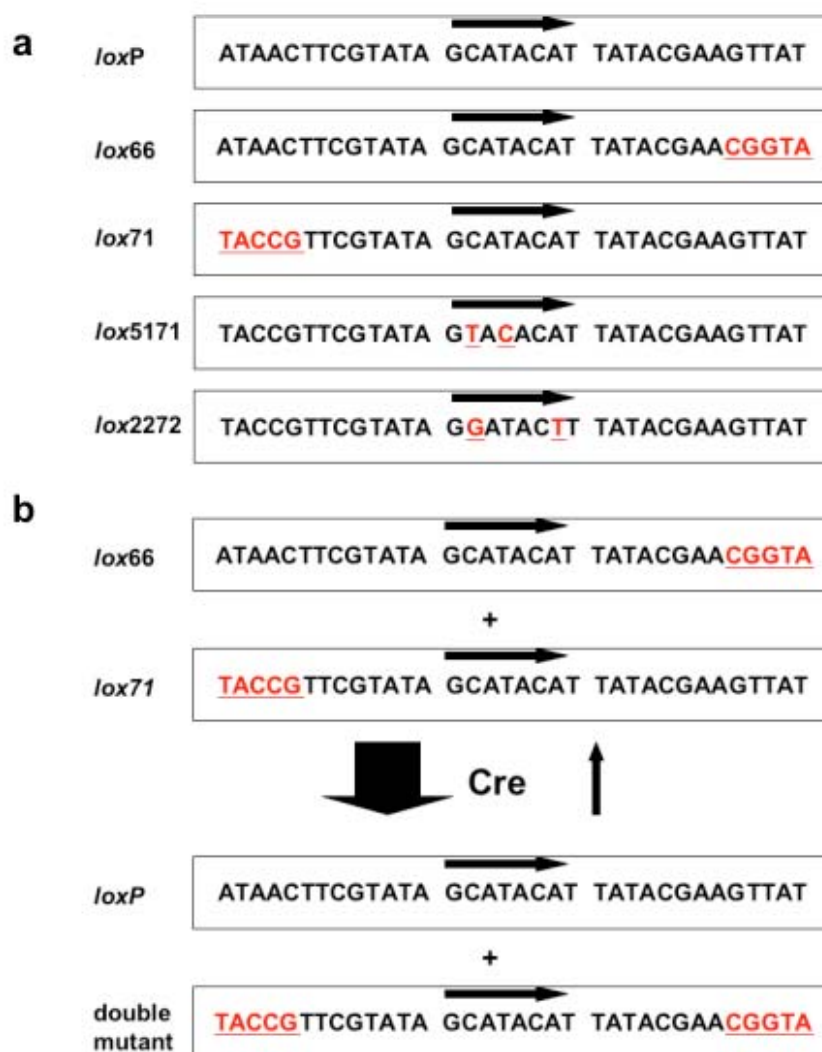 a
loxP ATAACTTCGTATA GCATACAT TATACGAAGTTAT
lox66 ATAACTTCGTATA GCATACAT TATACGAACGGTA
lox71 TACCGTTCGTATA GCATACAT TATACGAAGTTAT
lox5171 TACCGTTCGTATA GTACACAT TATACGAAGTTAT
lox2272 TACCGTTCGTATA GGATACTT TATACGAAGTTAT
b
lox66 ATAACTTCGTATA GCATACAT TATACGAACGGTA
+
lox71 TACCGTTCGTATA GCATACAT TATACGAAGTTAT
Cre
loxP ATAACTTCGTATA GCATACAT TATACGAAGTTAT
+
double
mutant TACCGTTCGTATA GCATACAT TATACGAACGGTA